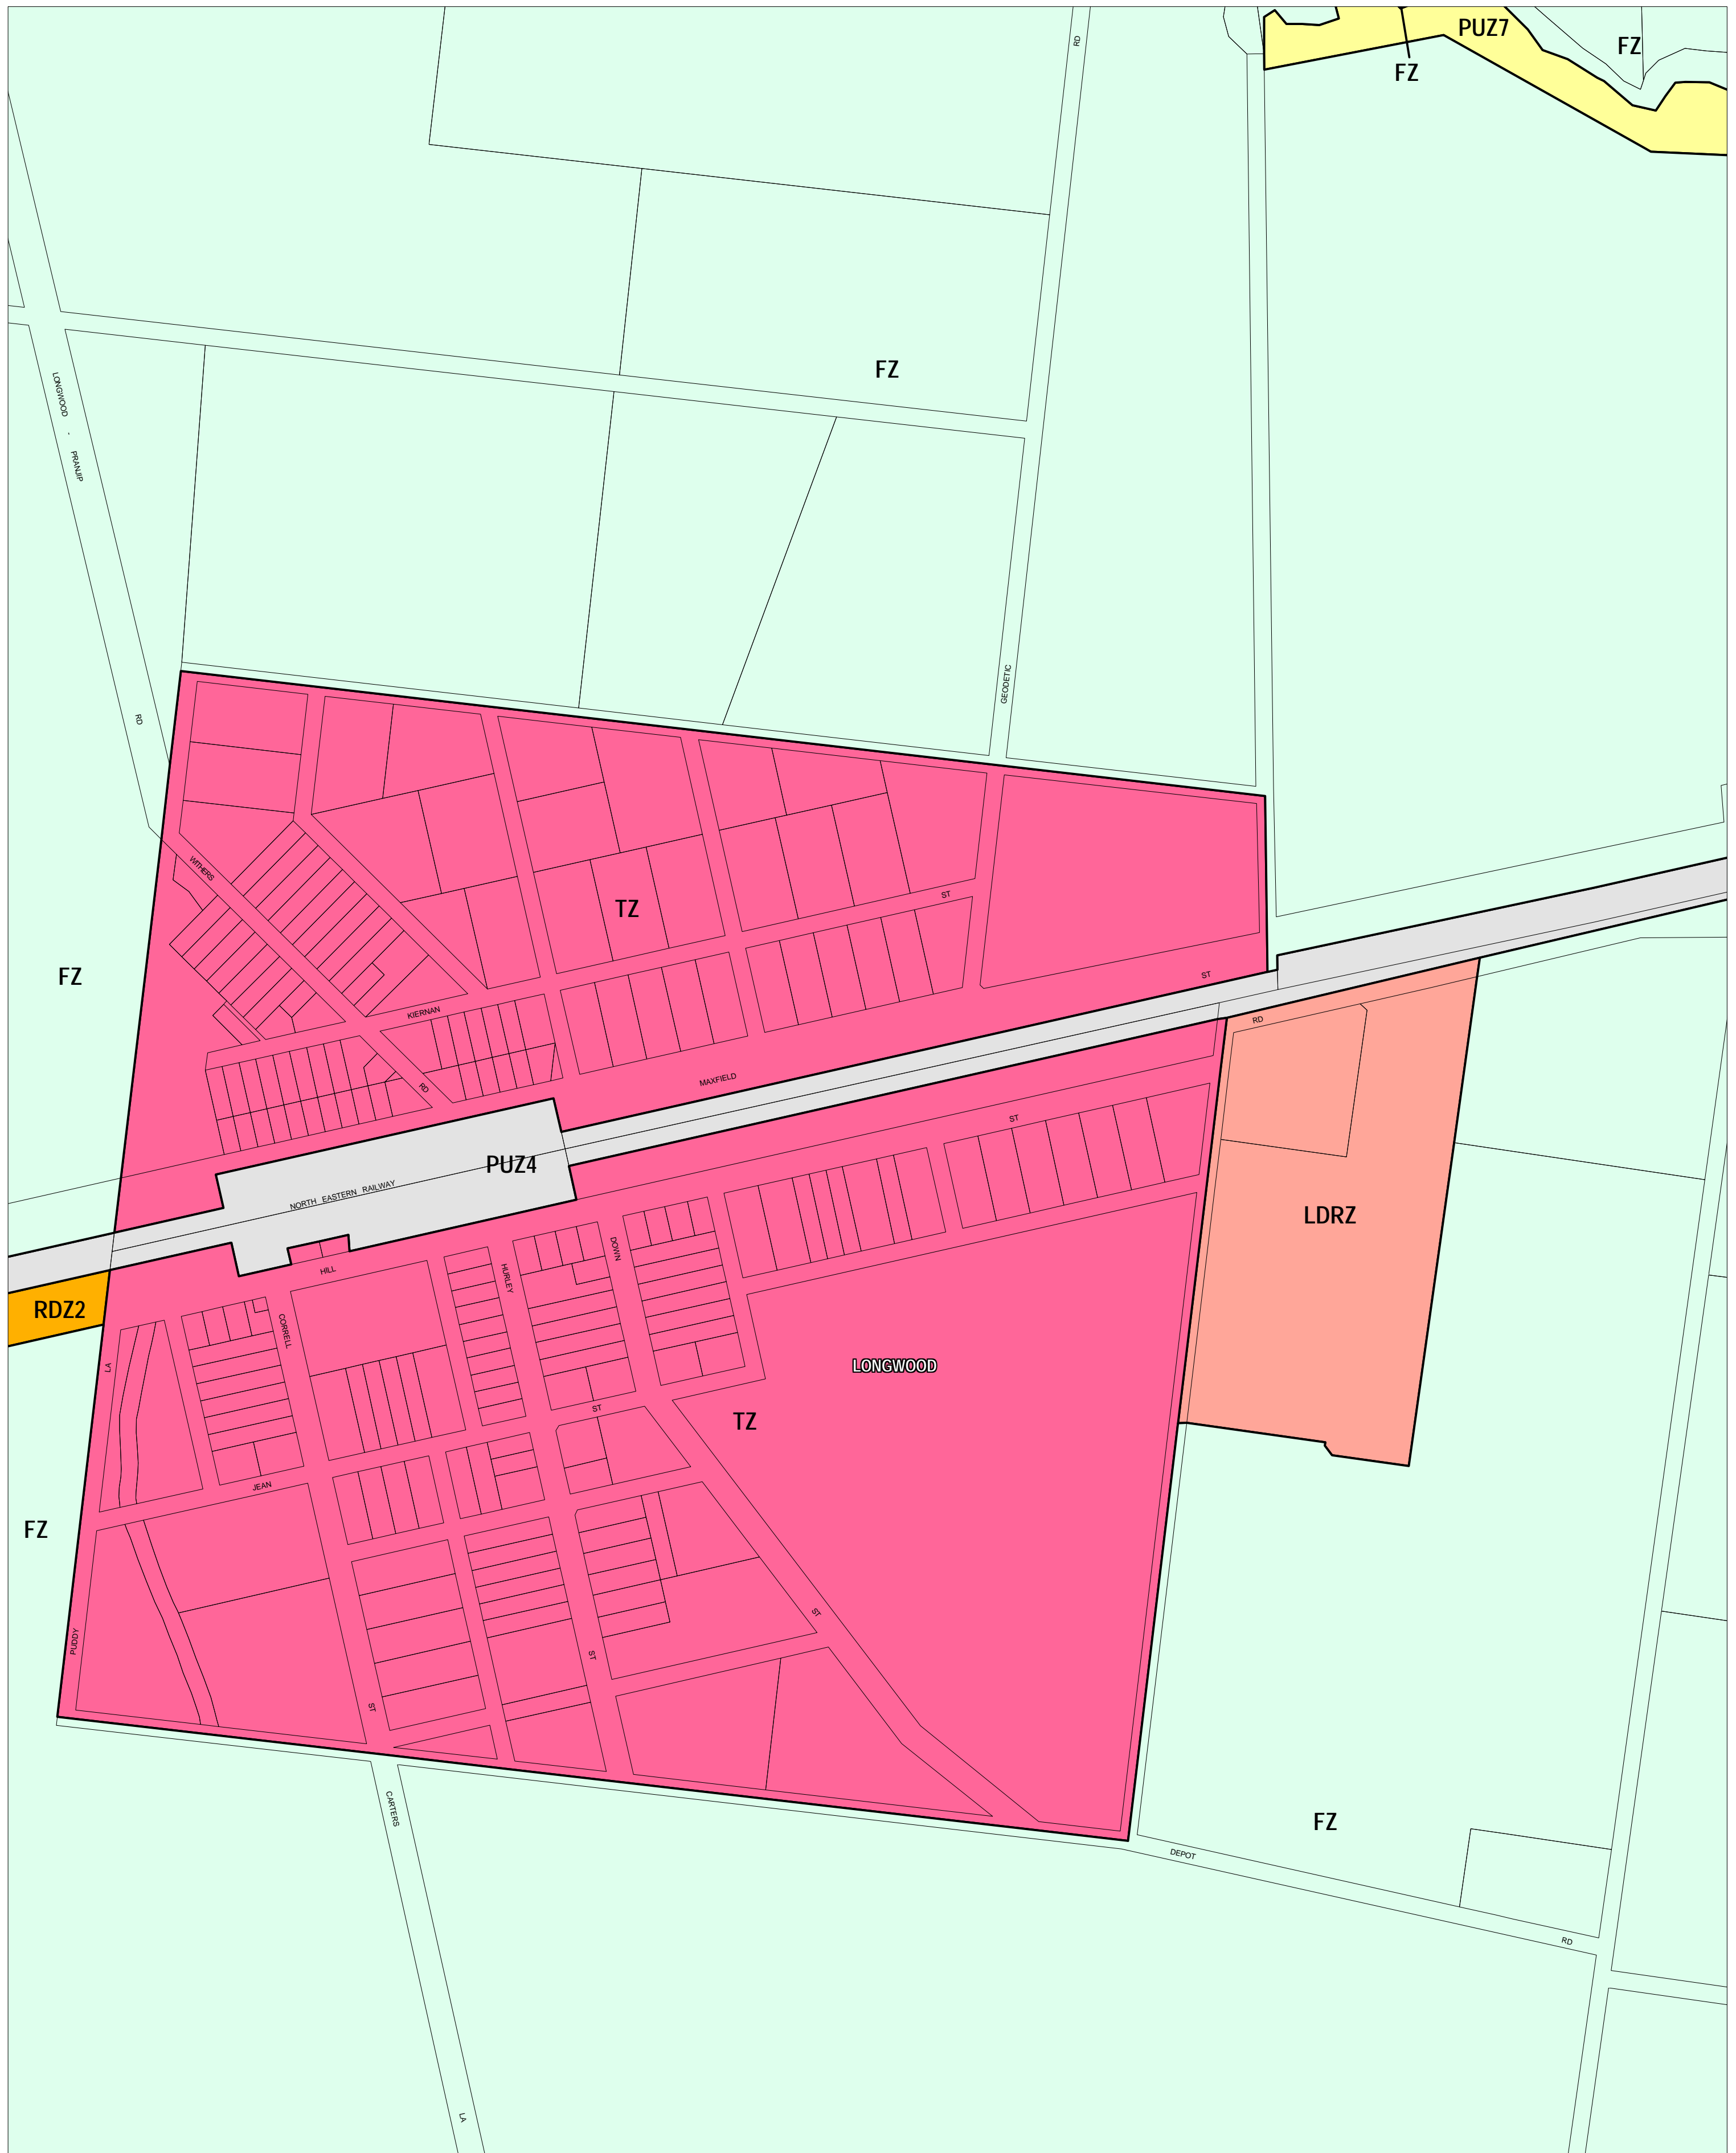 PUZ7
RD
FZ
FZ
FZ
LONGWOOD - PRANJIP
GEODETIC
RD
WITHERS
ST
TZ
FZ
ST
KIERNAN
RD
RD
MAXFIELD
ST
PUZ4
NORTH EASTERN RAILWAY
LDRZ
DOWN
HILL
HURLEY
RDZ2
CORRELL
LA
LONGWOOD
ST
TZ
JEAN
FZ
ST
PUDDY
ST
ST
CARTERS
FZ
DEPOT
RD
LA